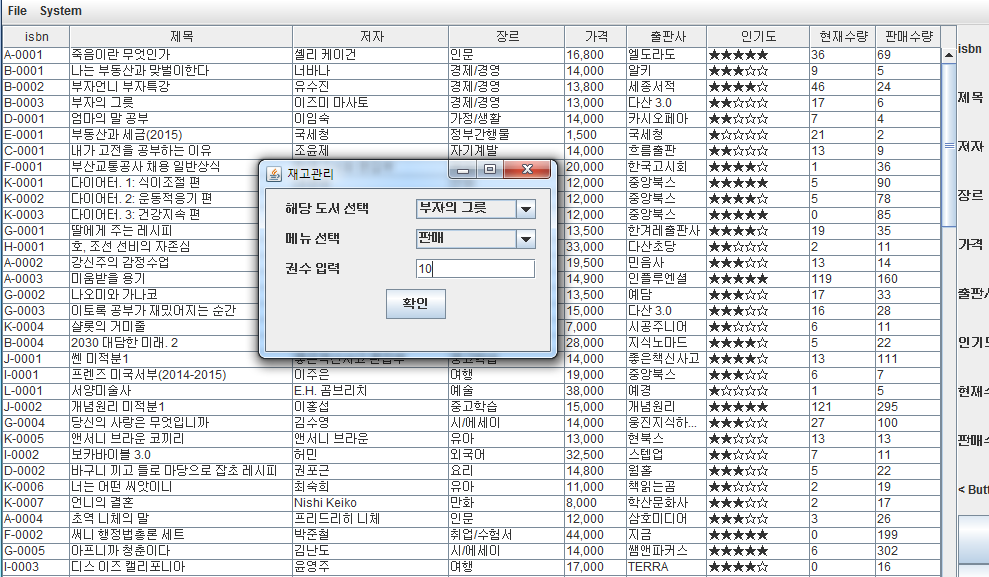 File System
isbn 제목 저자 장르 가격 출판사 인기도 현재수량 판매수량
A-0001 죽음이란 무엇인가 셸리 케이건 인문 16,800 엘도라도 ★★★★★ 36 69
B-0001 나는 부동산과 맞벌이한다 너바나 경제/경영 14,000 알키 ★★★☆☆ 9 5
B-0002 부자언니 부자특강 유수진 경제/경영 13,800 세종서적 ★★★★☆ 46 24
B-0003 부자의 그릇 이즈미 마사토 경제/경영 13,000 다산 3.0 ★★☆☆☆ 17 6
D-0001 엄마의 말 공부 이임숙 가정/생활 14,000 카시오페아 ★★☆☆☆ 7 4
E-0001 부동산과 세금(2015) 국세청 정부간행물 1,500 국세청 ★☆☆☆☆ 21 2
C-0001 내가 고전을 공부하는 이유 조윤제 자기계발 14,000 흐름출판 ★★☆☆☆ 13 9
F-0001 부산교통공사 채용 일반상식 20,000 한국고시회 ★★★★☆ 1 36
K-0001 다이어터. 1: 식이조절 편 12,000 중앙북스 ★★★★★ 5 90
K-0002 다이어터. 2: 운동적응기 편 12,000 중앙북스 ★★★★☆ 5 78
K-0003 다이어터. 3: 건강지속 편 12,000 중앙북스 ★★★★★ 0 85
G-0001 딸에게 주는 레시피 13,500 한겨레출판사 ★★★★☆ 19 35
H-0001 호, 조선 선비의 자존심 33,000 다산초당 ★★☆☆☆ 2 11
A-0002 강신주의 감정수업 19,500 민음사 ★★★☆☆ 13 14
A-0003 미움받을 용기 14,900 인플루엔셜 ★★★★★ 119 160
G-0002 나오미와 가나코 13,500 예담 ★★★☆☆ 17 33
G-0003 이토록 공부가 재밌어지는 순간 15,000 다산 3.0 ★★★☆☆ 16 28
K-0004 샬롯의 거미줄 7,000 시공주니어 ★★☆☆☆ 6 11
B-0004 2030 대담한 미래. 2 28,000 지식노마드 ★★★☆☆ 5 22
J-0001 쎈 미적분1 14,000 좋은책신사고 ★★★★☆ 13 111
I-0001 프렌즈 미국서부(2014-2015) 이주은 여행 19,000 중앙북스 ★★★☆☆ 6 7
L-0001 서양미술사 E.H. 곰브리치 예술 38,000 예경 ★☆☆☆☆ 1 5
J-0002 개념원리 미적분1 이홍섭 중고학습 15,000 개념원리 ★★★★★ 121 295
G-0004 당신의 사랑은 무엇입니까 김수영 시/에세이 14,000 웅진지식하... ★★★★☆ 27 100
K-0005 앤서니 브라운 코끼리 앤서니 브라운 유아 13,000 현북스 ★★☆☆☆ 13 13
I-0002 보카바이블 3.0 허민 외국어 32,500 스텝업 ★★☆☆☆ 7 11
D-0002 바구니 끼고 들로 마당으로 잡초 레시피 권포근 요리 14,800 웜홀 ★★★☆☆ 5 22
K-0006 너는 어떤 씨앗이니 최숙희 유아 11,000 책읽는곰 ★★★★☆ 2 19
K-0007 언니의 결혼 Nishi Keiko 만화 8,000 학산문화사 ★★★☆☆ 2 17
A-0004 초역 니체의 말 프리드리히 니체 인문 12,000 삼호미디어 ★★★☆☆ 3 26
F-0002 써니 행정법총론 세트 박준철 취업/수험서 44,000 지금 ★★★★★ 0 199
G-0005 아프니까 청춘이다 김난도 시/에세이 14,000 쌤앤파커스 ★★★★★ 6 302
I-0003 디스 이즈 캘리포니아 윤영주 여행 17,000 TERRA ★★★★☆ 0 16
재고관리
해당 도서 선택 부자의 그릇
메뉴 선택 판매
권수 입력 10
확인
isbn
제목
저자
장르
가격
출판사
인기도
현재수
판매수
< Butt